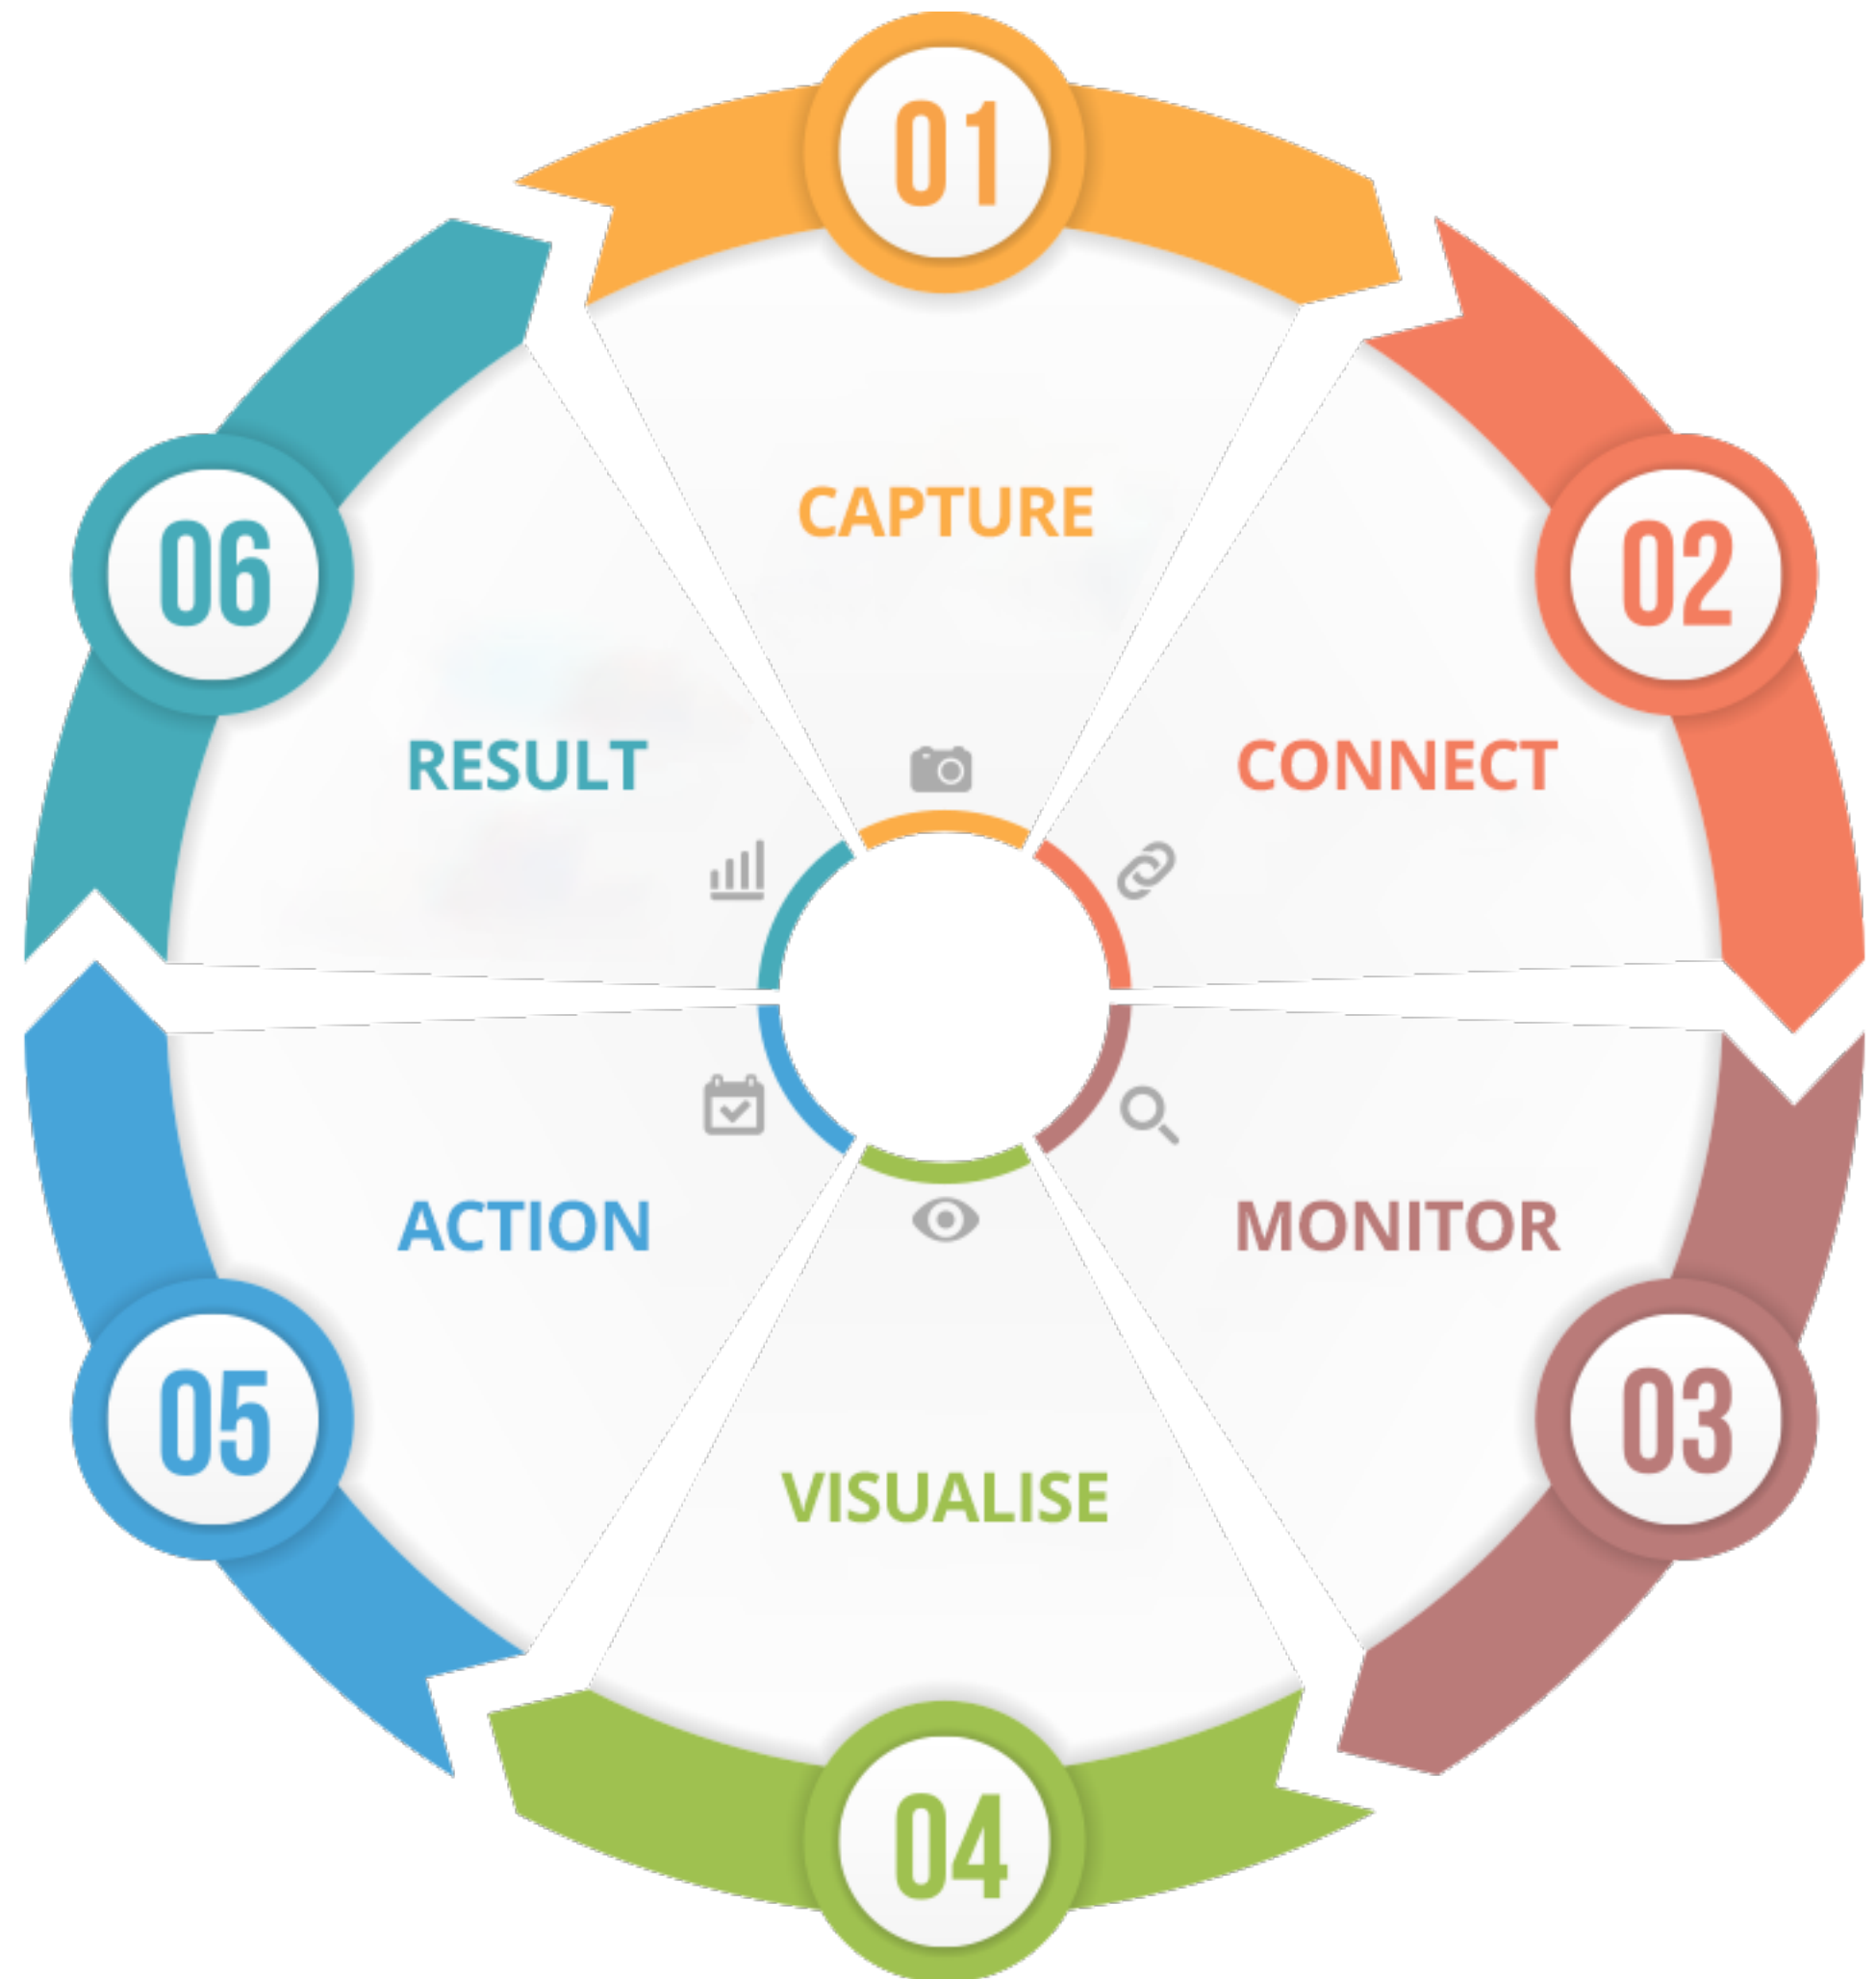 01
CAPTURE
02
CONNECT
03
MONITOR
04
VISUALISE
05
ACTION
06
RESULT